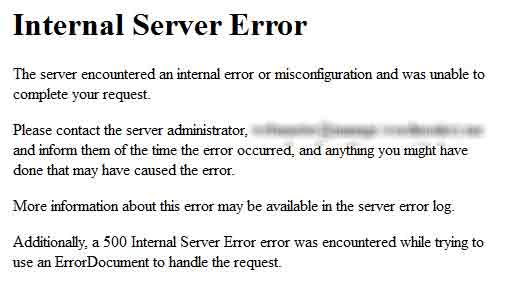 Internal Server Error
The server encountered an internal error or misconfiguration and was unable to
complete your request.
Please contact the server administrator,
and inform them of the time the error occurred, and anything you might have
done that may have caused the error.
More information about this error may be available in the server error log.
Additionally, a 500 Internal Server Error error was encountered while trying to
use an ErrorDocument to handle the request.